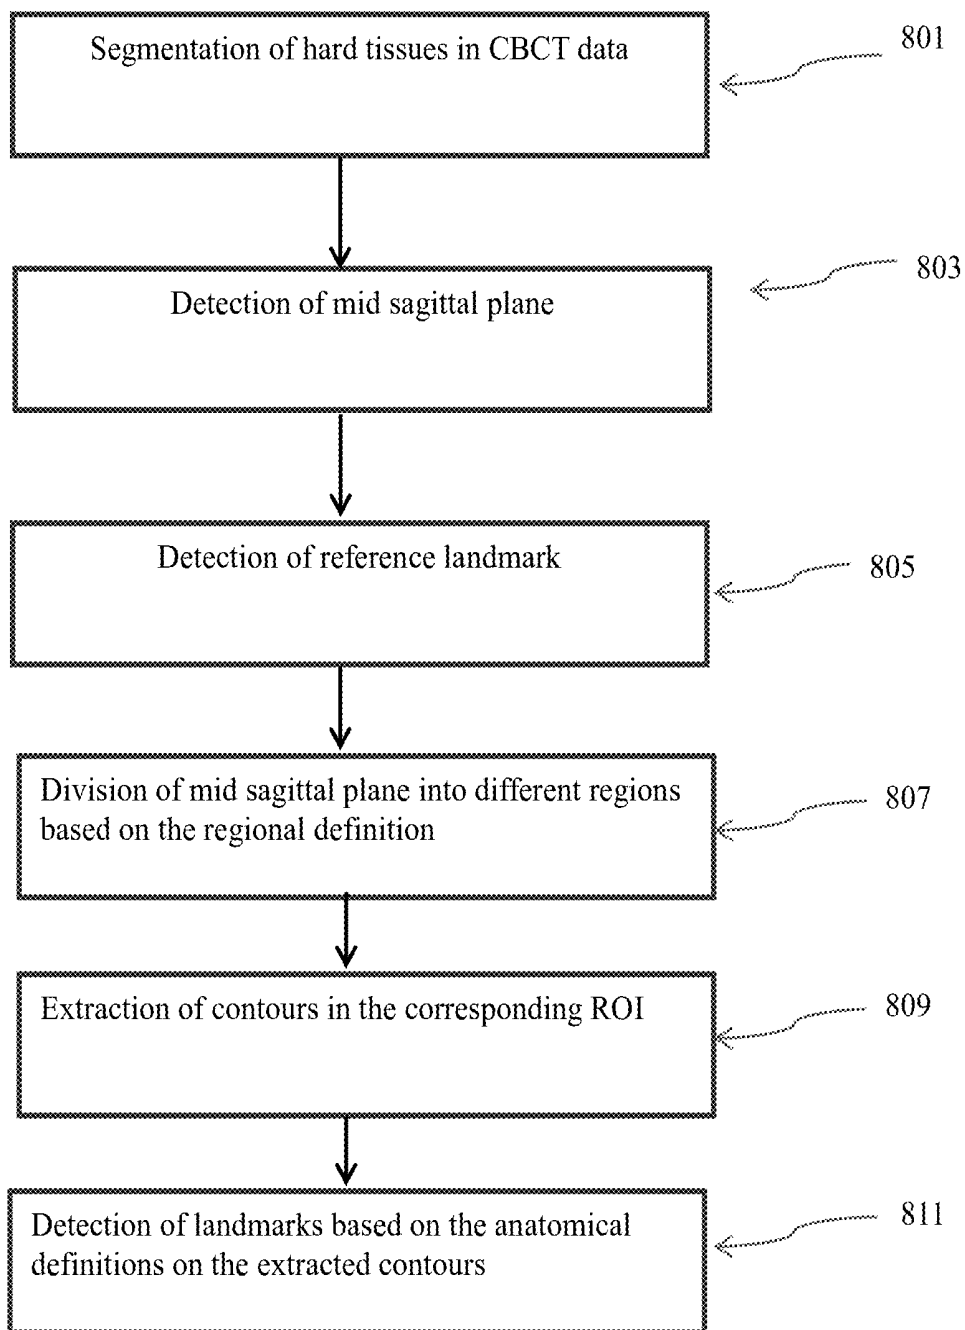 Segmentation of hard tissues in CBCT data
801
Detection of mid sagittal plane
803
Detection of reference landmark
805
Division of mid sagittal plane into different regions
based on the regional definition
807
Extraction of contours in the corresponding ROI
809
Detection of landmarks based on the anatomical
definitions on the extracted contours
811